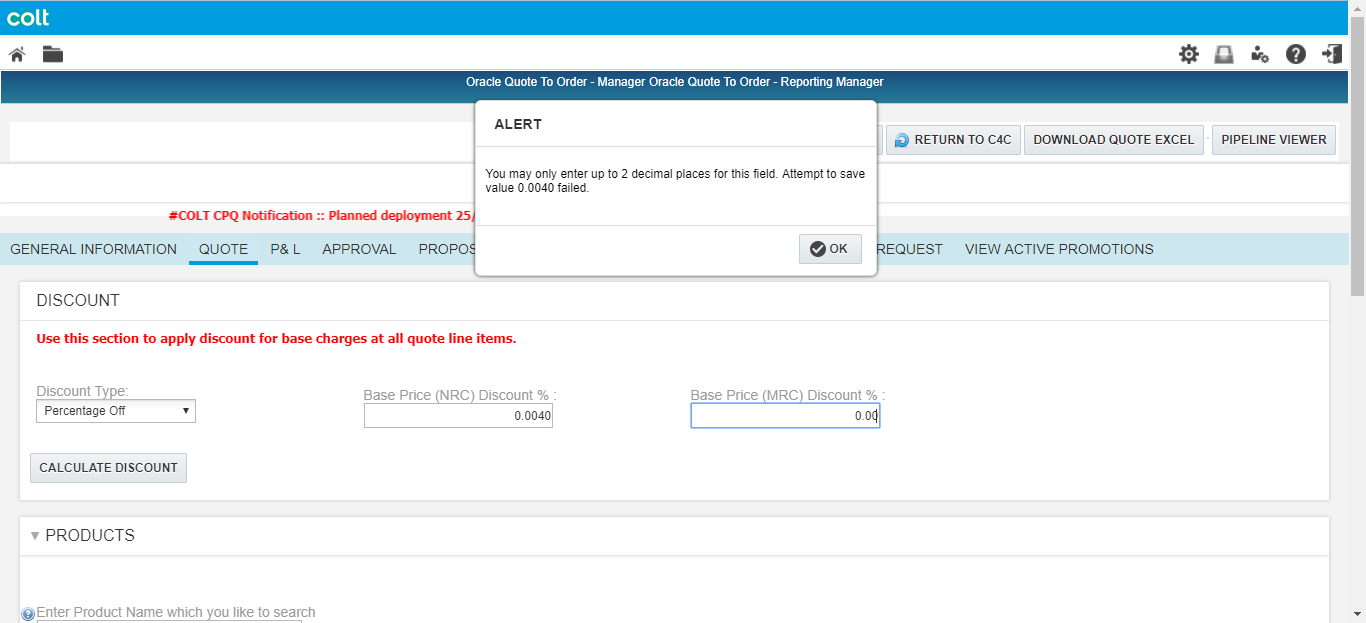 colt
Oracle Quote To Order - Manager Oracle Quote To Order - Reporting Manager
ALERT
RETURN TO C4C
DOWNLOAD QUOTE EXCEL
PIPELINE VIEWER
You may only enter up to 2 decimal places for this field. Attempt to save
value 0.0040 failed.
#COLT CPQ Notification :: Planned deployment 25/
OK
GENERAL INFORMATION
QUOTE
P& L
APPROVAL
PROPOS
REQUEST
VIEW ACTIVE PROMOTIONS
DISCOUNT
Use this section to apply discount for base charges at all quote line items.
Discount Type:
Base Price (NRC) Discount % :
Base Price (MRC) Discount % :
Percentage Off
0.0040
0.00
CALCULATE DISCOUNT
PRODUCTS
Enter Product Name which you like to search